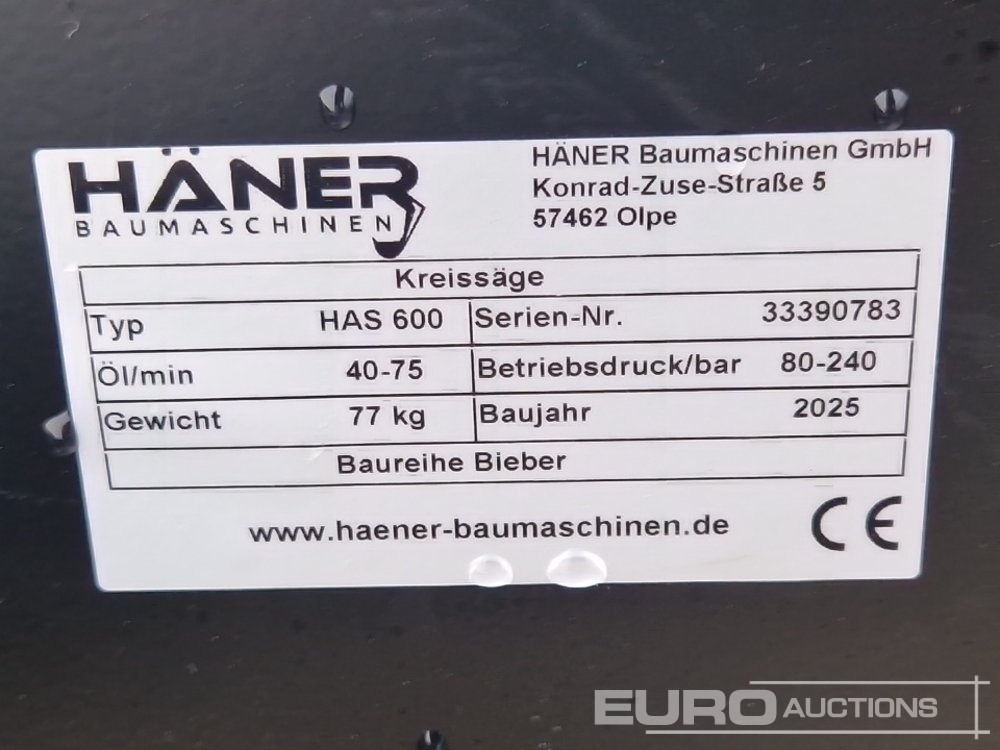 HÄNER
BAUMASCHINEN
HÄNER Baumaschinen GmbH
Konrad-Zuse-Straße 5
57462 Olpe
Kreissäge
Typ HAS 600 Serien-Nr. 33390783
Öl/min 40-75 Betriebsdruck/bar 80-240
Gewicht 77 kg Baujahr 2025
Baureihe Bieber
www.haener-baumaschinen.de CE
EURO AUCTIONS